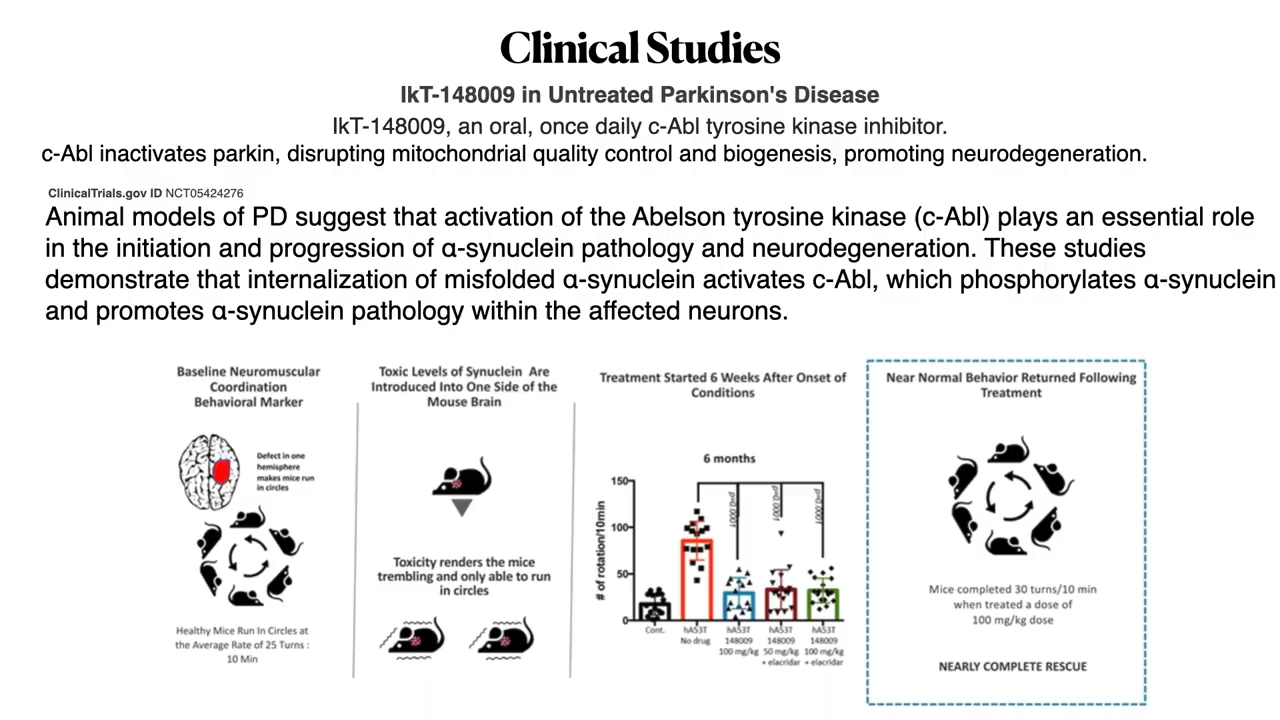 Clinical Studies
IkT-148009 in Untreated Parkinson's Disease
IkT-148009, an oral, once daily c-Abl tyrosine kinase inhibitor.
c-Abl inactivates parkin, disrupting mitochondrial quality control and biogenesis, promoting neurodegeneration.
ClinicalTrials.gov ID NCT05424276
Animal models of PD suggest that activation of the Abelson tyrosine kinase (c-Abl) plays an essential role
in the initiation and progression of α-synuclein pathology and neurodegeneration. These studies
demonstrate that internalization of misfolded α-synuclein activates c-Abl, which phosphorylates α-synuclein
and promotes α-synuclein pathology within the affected neurons.
Baseline Neuromuscular
Coordination
Behavioral Marker
Defect in one
hemisphere
makes mice run
in circles
Healthy Mice Run In Circles at
the Average Rate of 25 Turns :
10 Min
Toxic Levels of Synuclein Are
Introduced Into One Side of the
Mouse Brain
Toxicity renders the mice
trembling and only able to run
in circles
Treatment Started 6 Weeks After Onset of
Conditions
6 months
# of rotation/10min
150
100
50
0
p=0.0001
p=0.0001
p=0.0001
Cont.
hA53T
No drug
hA53T
148009
100 mg/kg
hA53T
148009
50 mg/kg
+ elacridar
hA53T
148009
100 mg/kg
+ elacridar
Near Normal Behavior Returned Following
Treatment
Mice completed 30 turns/10 min
when treated a dose of
100 mg/kg dose
NEARLY COMPLETE RESCUE